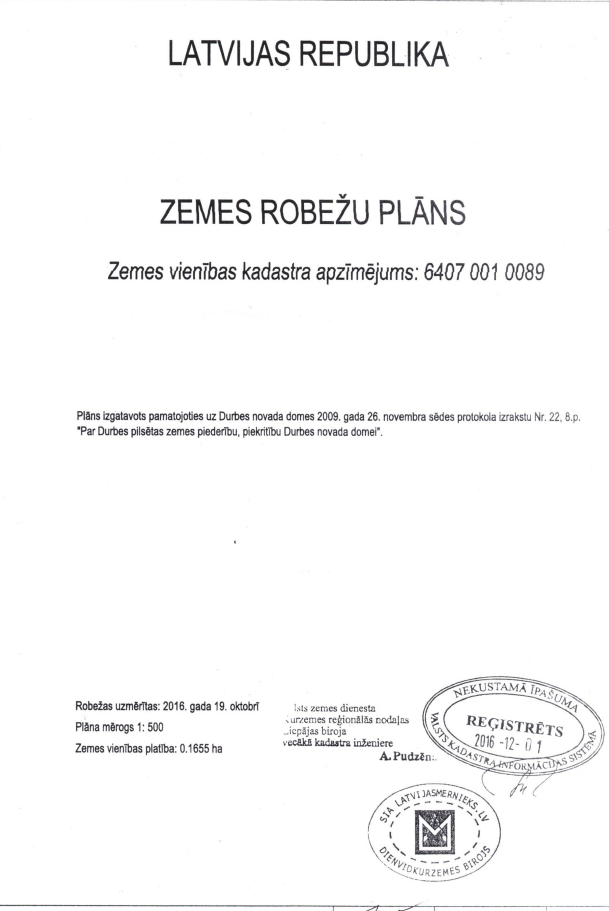 LATVIJAS REPUBLIKA
ZEMES ROBEŽU PLĀNS
Zemes vienības kadastra apzīmējums: 6407 001 0089
Plāns izgatavots pamatojoties uz Durbes novada domes 2009. gada 26. novembra sēdes protokola izrakstu Nr. 22, 8.p.
"Par Durbes pilsētas zemes piederību, piekritību Durbes novada domei".
Robežas uzmērītas: 2016. gada 19. oktobrī
Plāna mērogs 1: 500
Zemes vienības platība: 0.1655 ha
zemes dienesta
reģionālās nodaļas
biroja
vecākā kadastra inženiere
A. Pudzēn
NEKUSTAMĀ ĪPAŠUMA
REĢISTRĒTS
2016 -12- 01
VALSTS KADASTRA INFORMĀCIJAS SISTĒMĀ
SIA LATVIJASMERNIEKS.LV
DIENVIDKURZEMES BIROJS